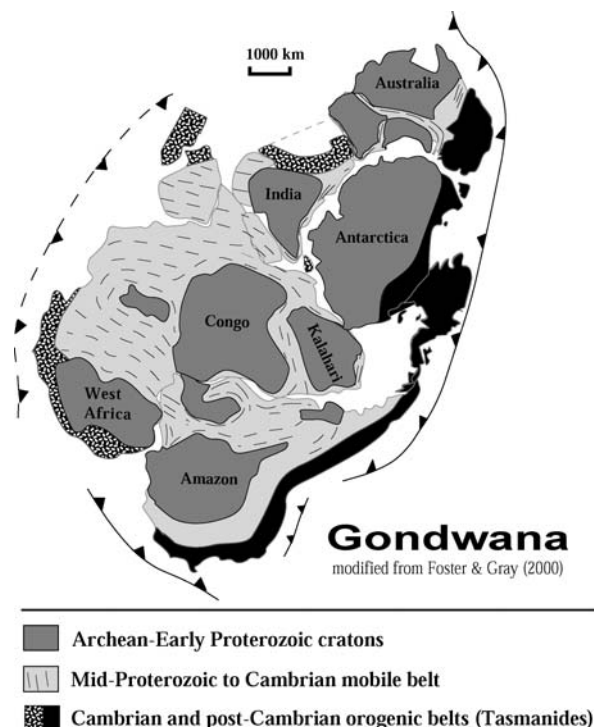 1000 km
Australia
India
Antarctica
Congo
Kalahari
West
Africa
Amazon
Gondwana
modified from Foster & Gray (2000)
Archean-Early Proterozoic cratons
Mid-Proterozoic to Cambrian mobile belt
Cambrian and post-Cambrian orogenic belts (Tasmanides)